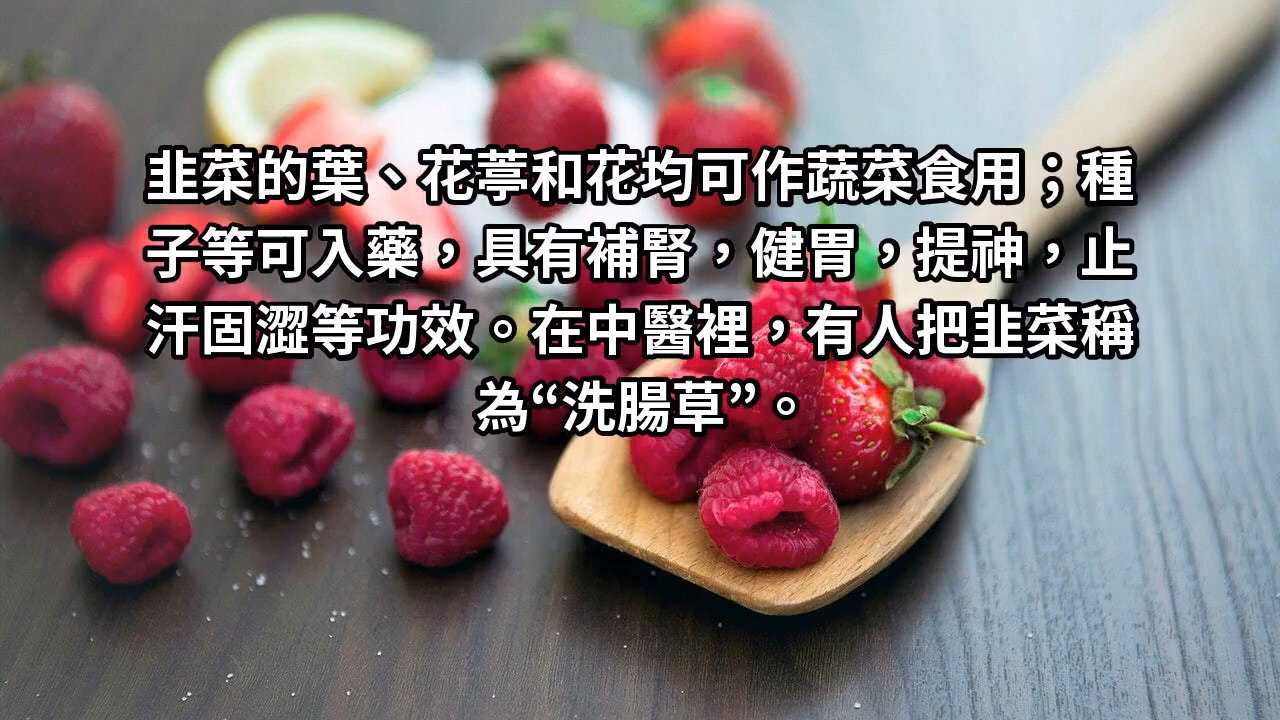 韭菜的葉、花葶和花均可作蔬菜食用；種
子等可入藥，具有補腎，健胃，提神，止
汗固澀等功效。在中醫裡，有人把韭菜稱
為“洗腸草”。